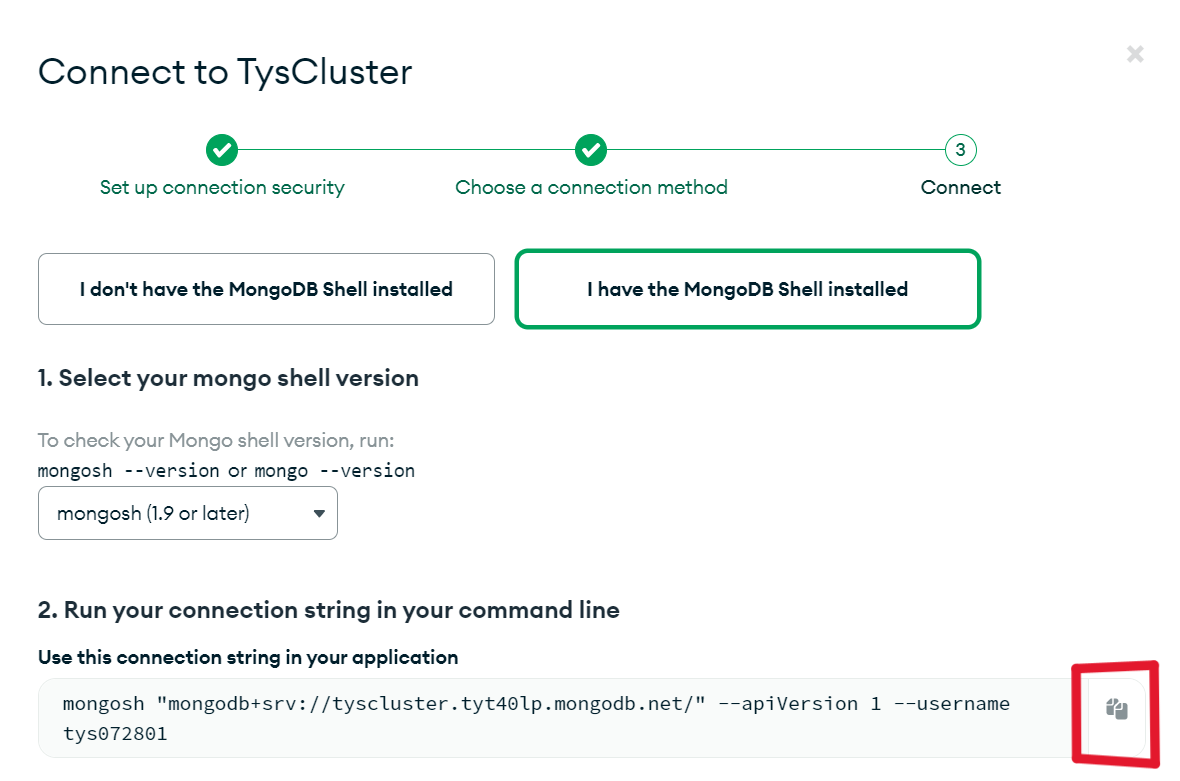 Connect to TysCluster
3
Set up connection security
Choose a connection method
Connect
I don't have the MongoDB Shell installed
I have the MongoDB Shell installed
1. Select your mongo shell version
To check your Mongo shell version, run:
mongosh --version or mongo --version
mongosh (1.9 or later)
2. Run your connection string in your command line
Use this connection string in your application
mongosh "mongodb+srv://tyscluster.tyt40lp.mongodb.net/" --apiVersion 1 --username
tys072801